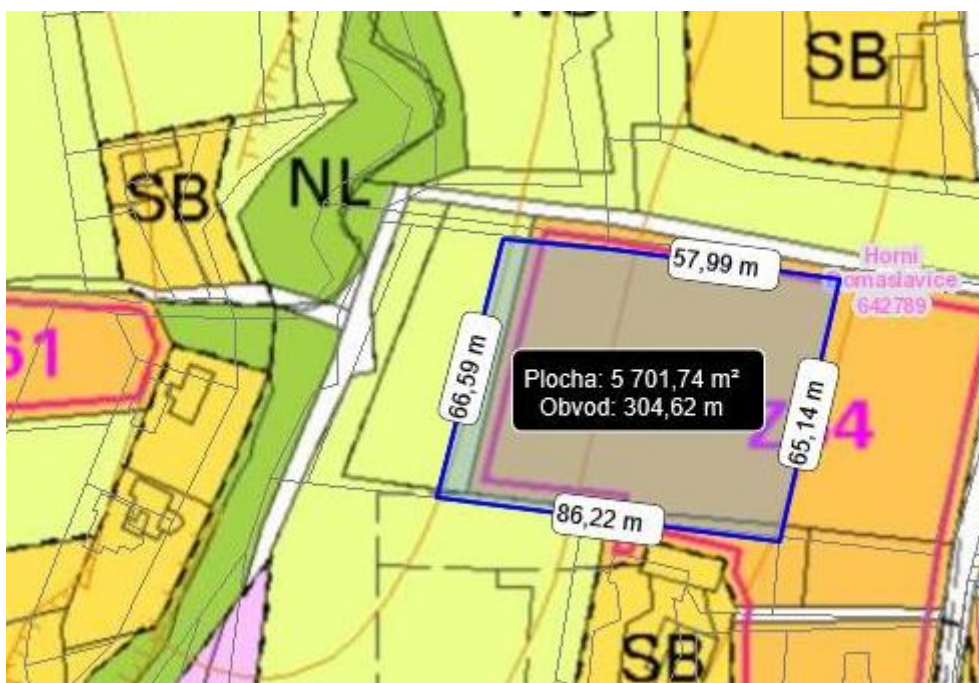 SB
SB
NL
Horní
Domaslavice
642789
57,99 m
66,59 m
Plocha: 5 701,74 m²
Obvod: 304,62 m
65,14 m
61
86,22 m
SB